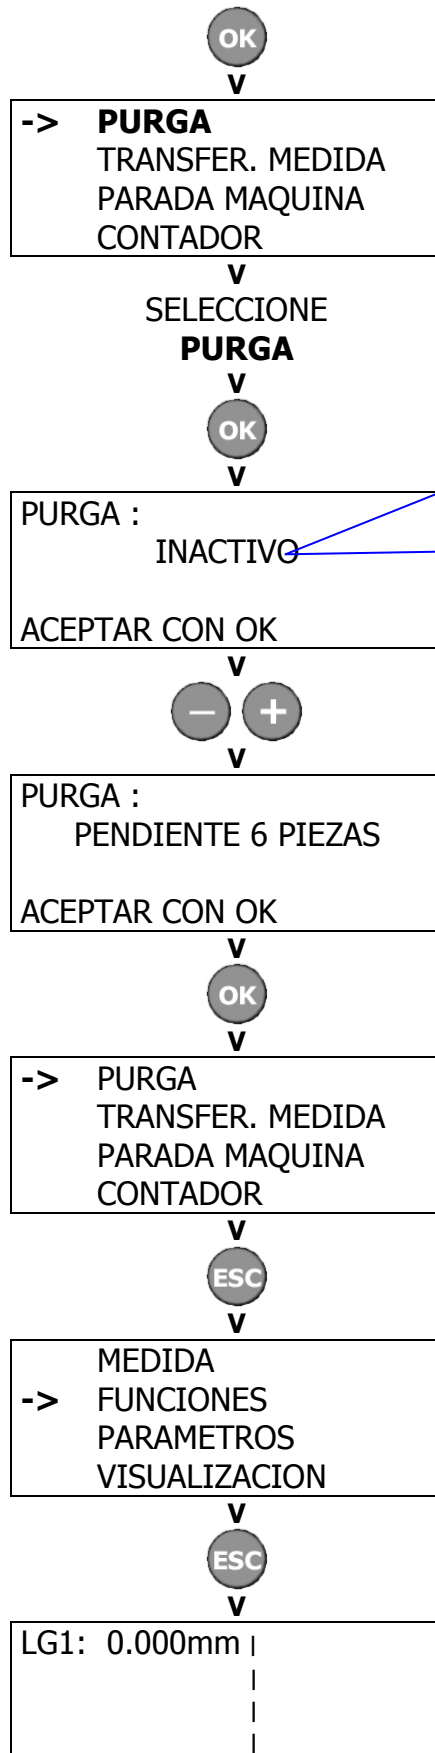 OK
v
-> PURGA
TRANSFER. MEDIDA
PARADA MAQUINA
CONTADOR
v
SELECCIONE
PURGA
v
OK
v
PURGA :
INACTIVO
ACEPTAR CON OK
v
− +
v
PURGA :
PENDIENTE 6 PIEZAS
ACEPTAR CON OK
v
OK
v
-> PURGA
TRANSFER. MEDIDA
PARADA MAQUINA
CONTADOR
v
ESC
v
MEDIDA
-> FUNCIONES
PARAMETROS
VISUALIZACION
v
ESC
v
LG1: 0.000mm |
|
|
|